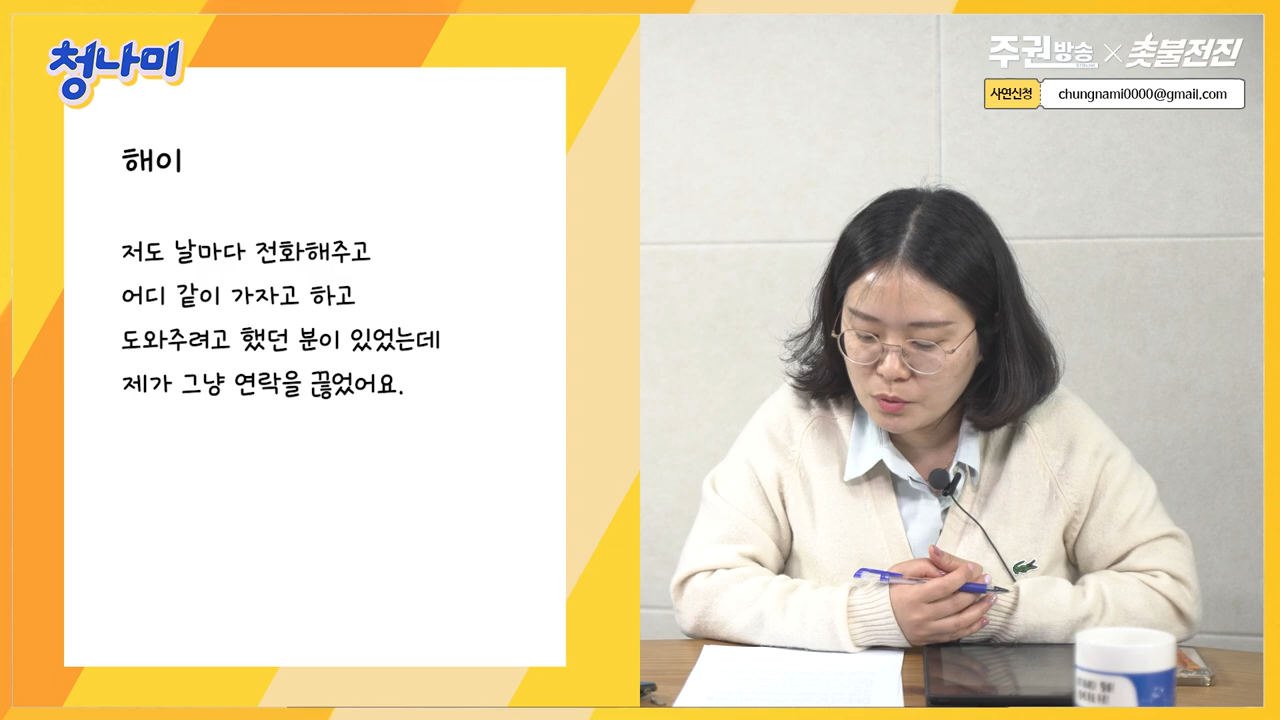 청나미
주권방송 × 촛불전진
사연신청 chungnami0000@gmail.com
해이
저도 날마다 전화해주고
어디 같이 가자고 하고
도와주려고 했던 분이 있었는데
제가 그냥 연락을 끊었어요.